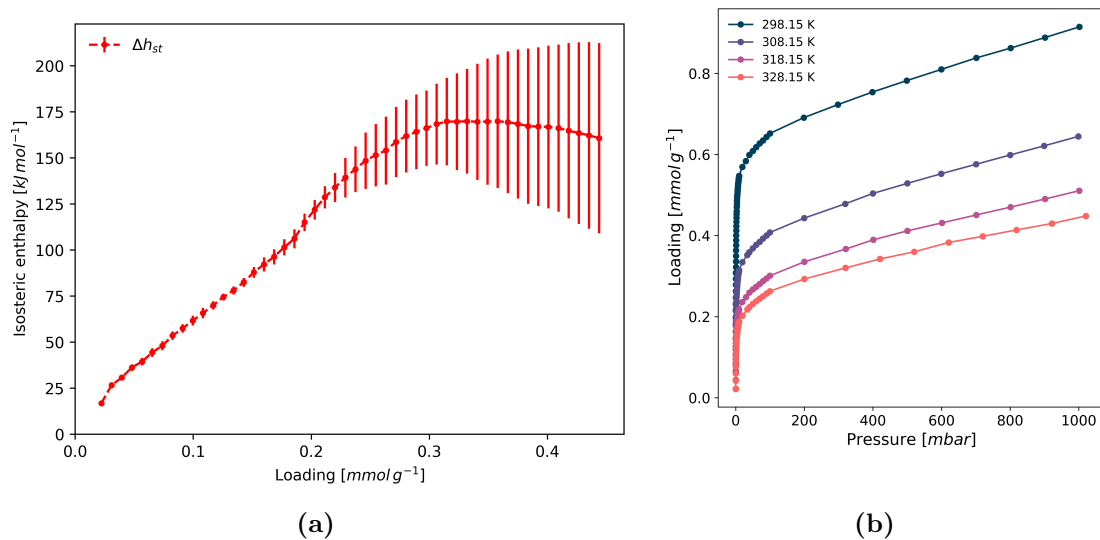 Δh_st
Isosteric enthalpy [kJ mol⁻¹]
200
175
150
125
100
75
50
25
0
0.0 0.1 0.2 0.3 0.4
Loading [mmol g⁻¹]
(a)
298.15 K
308.15 K
318.15 K
328.15 K
Loading [mmol g⁻¹]
0.8
0.6
0.4
0.2
0.0
0 200 400 600 800 1000
Pressure [mbar]
(b)